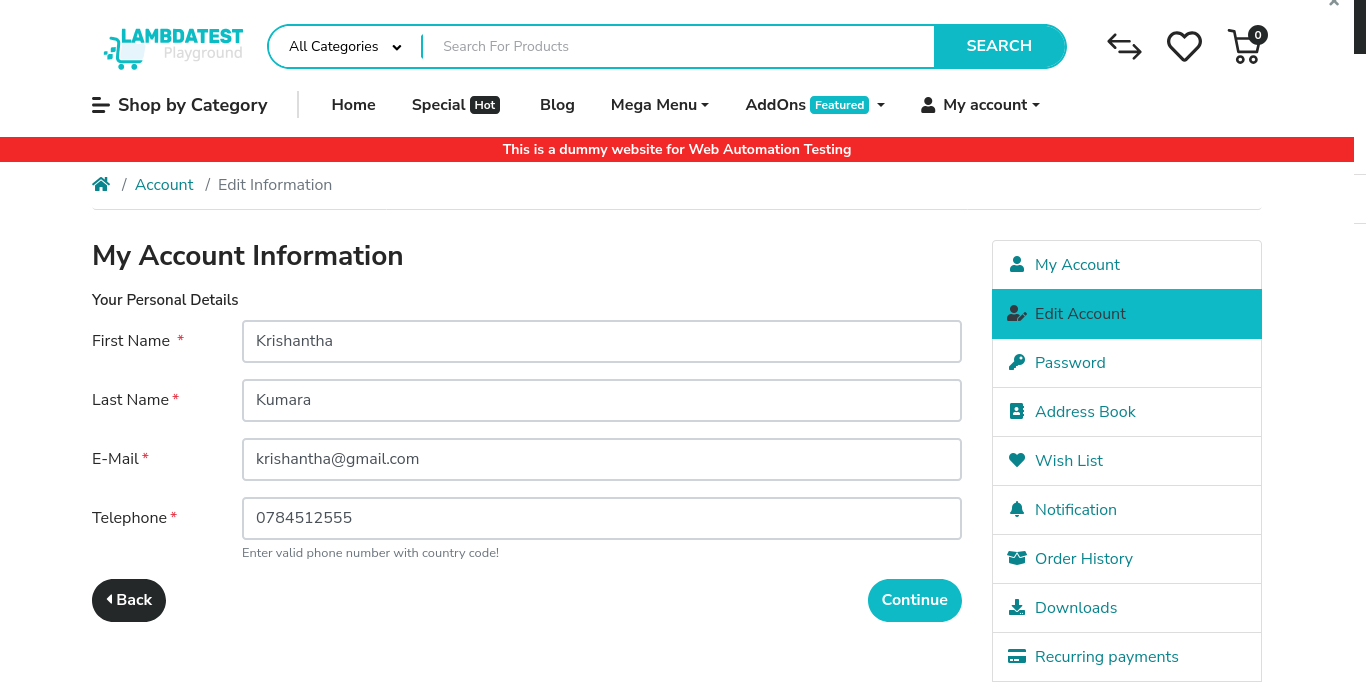 LAMBDATEST
Playground
All Categories
Search For Products
SEARCH
0
Shop by Category
Home
Special Hot
Blog
Mega Menu
AddOns Featured
My account
This is a dummy website for Web Automation Testing
/ Account / Edit Information
My Account Information
Your Personal Details
First Name *
Krishantha
Last Name *
Kumara
E-Mail *
krishantha@gmail.com
Telephone *
0784512555
Enter valid phone number with country code!
Back
Continue
My Account
Edit Account
Password
Address Book
Wish List
Notification
Order History
Downloads
Recurring payments